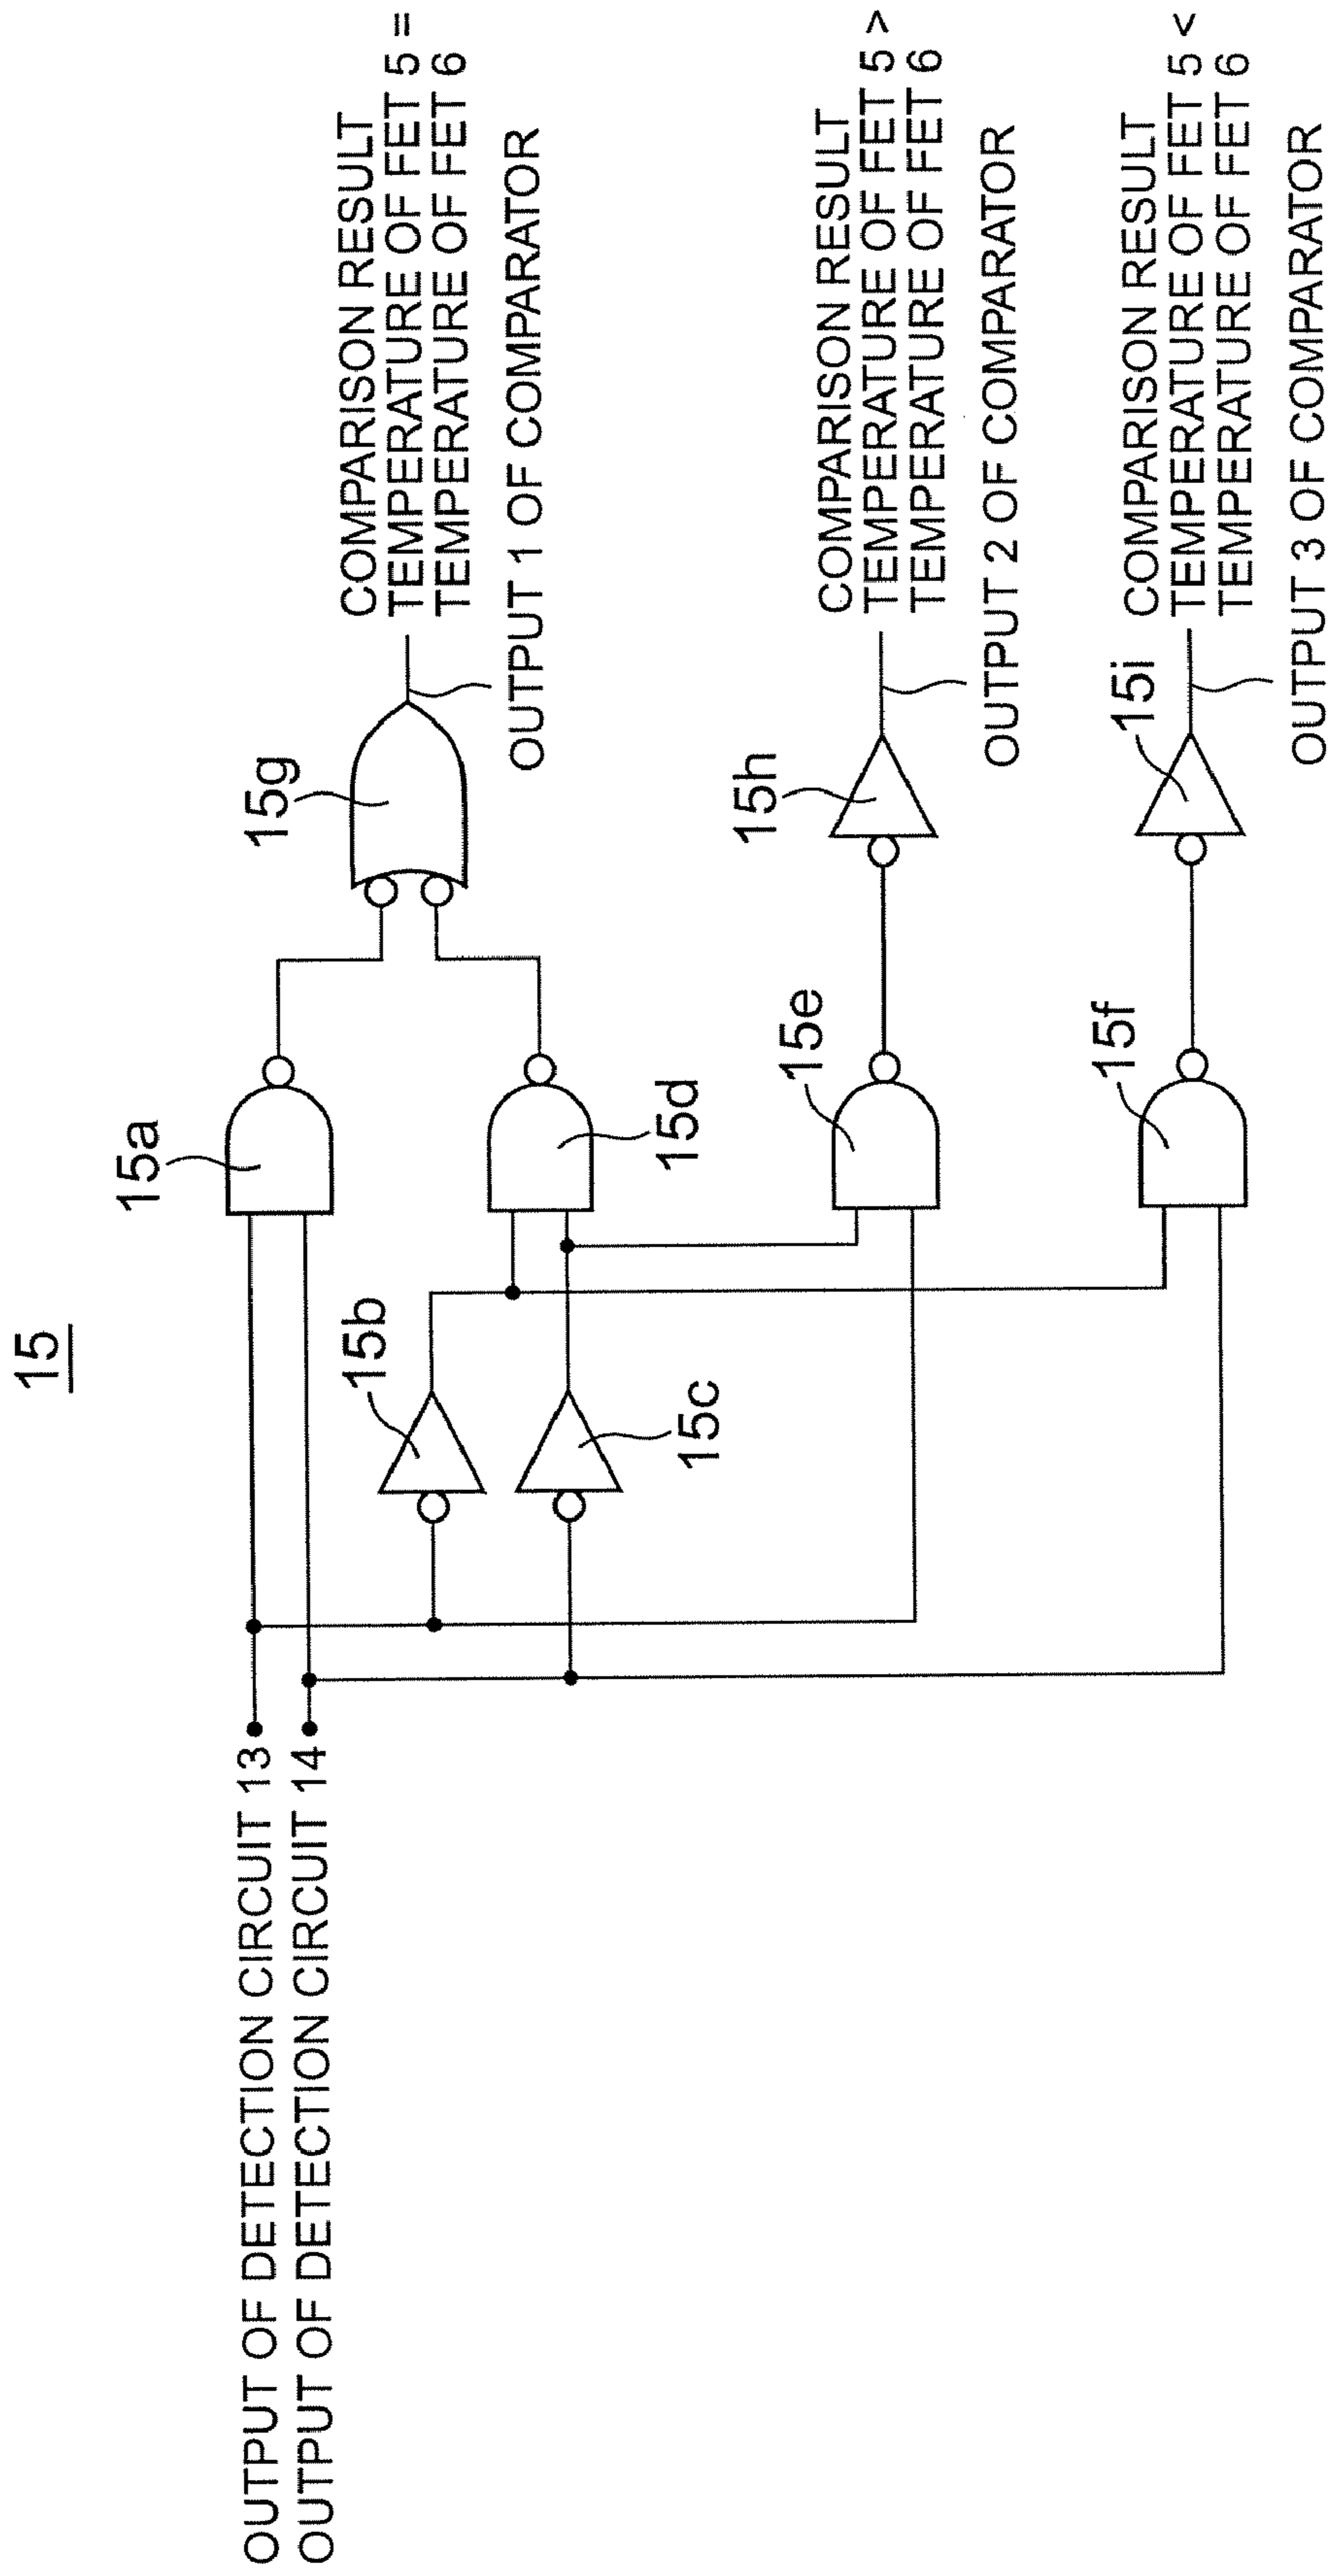 15
OUTPUT OF DETECTION CIRCUIT 13
OUTPUT OF DETECTION CIRCUIT 14
15a
15b
15c
15d
15e
15f
15g
15h
15i
COMPARISON RESULT
TEMPERATURE OF FET 5 =
TEMPERATURE OF FET 6
OUTPUT 1 OF COMPARATOR
COMPARISON RESULT
TEMPERATURE OF FET 5 >
TEMPERATURE OF FET 6
OUTPUT 2 OF COMPARATOR
COMPARISON RESULT
TEMPERATURE OF FET 5 <
TEMPERATURE OF FET 6
OUTPUT 3 OF COMPARATOR